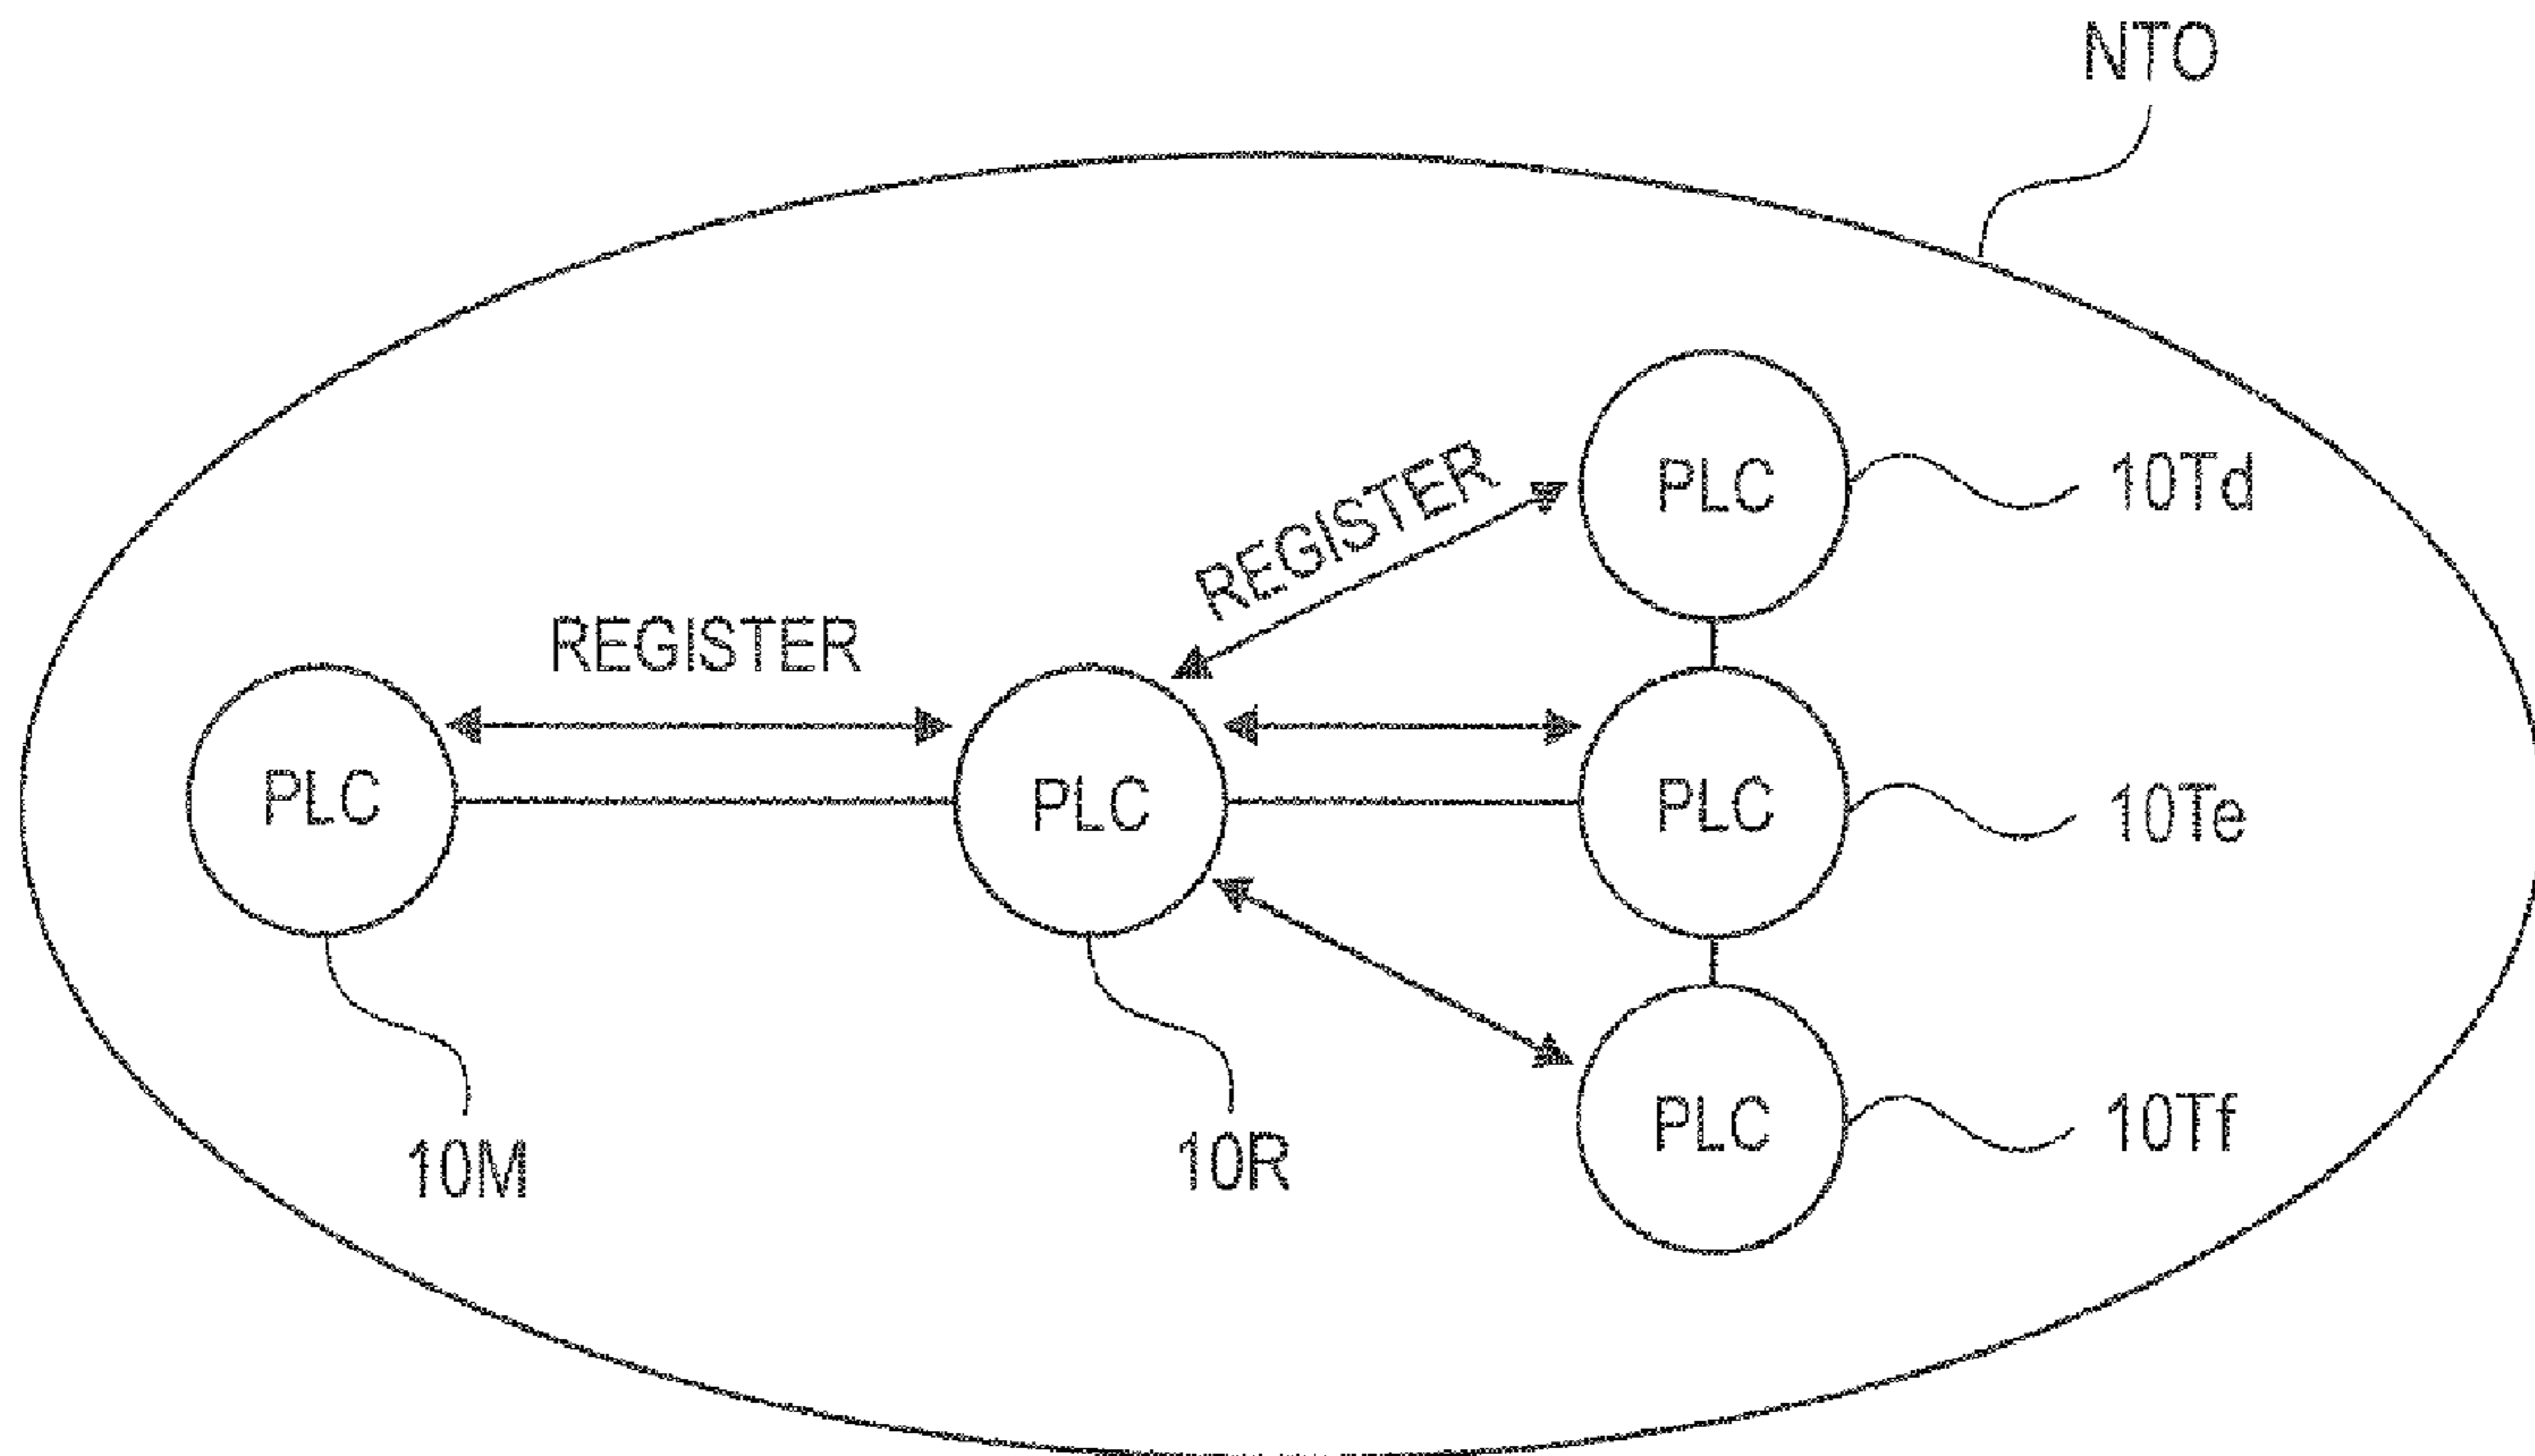 NTO
REGISTER
PLC
10Td
REGISTER
PLC
PLC
PLC
10Te
10M
10R
PLC
10Tf